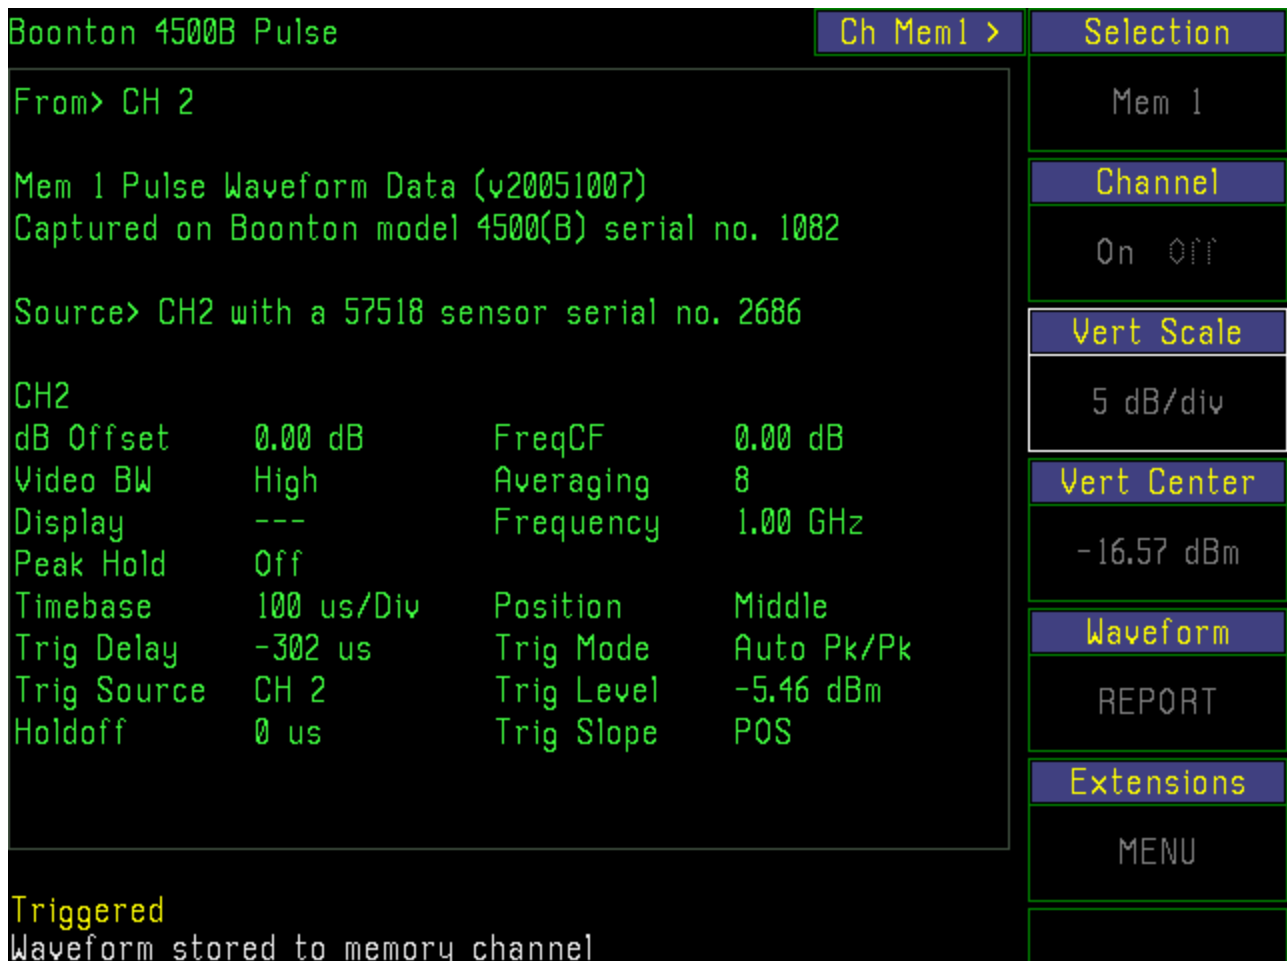 Boonton 4500B Pulse
Ch Mem1 >
From> CH 2
Mem 1 Pulse Waveform Data (v20051007)
Captured on Boonton model 4500(B) serial no. 1082
Source> CH2 with a 57518 sensor serial no. 2686
CH2
dB Offset 0.00 dB FreqCF 0.00 dB
Video BW High Averaging 8
Display --- Frequency 1.00 GHz
Peak Hold Off
Timebase 100 us/Div Position Middle
Trig Delay -302 us Trig Mode Auto Pk/Pk
Trig Source CH 2 Trig Level -5.46 dBm
Holdoff 0 us Trig Slope POS
Triggered
Waveform stored to memory channel
Selection
Mem 1
Channel
On Off
Vert Scale
5 dB/div
Vert Center
-16.57 dBm
Waveform
REPORT
Extensions
MENU